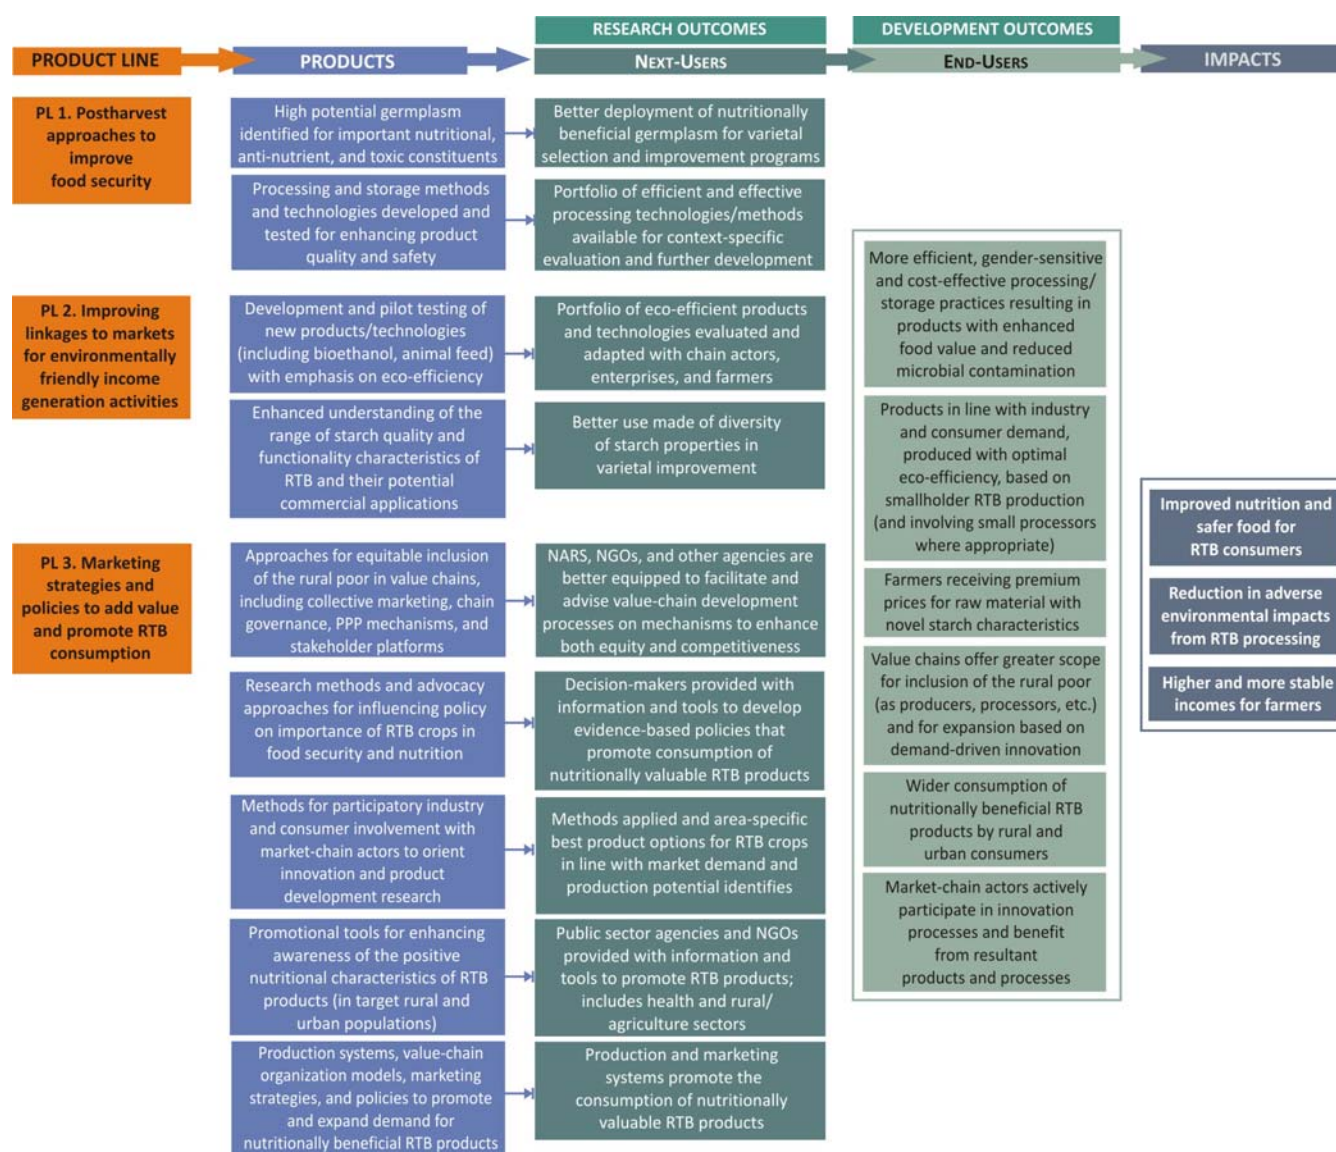 RESEARCH OUTCOMES
DEVELOPMENT OUTCOMES
PRODUCT LINE
PRODUCTS
NEXT-USERS
END-USERS
IMPACTS
PL 1. Postharvest
approaches to
improve
food security
High potential germplasm
identified for important nutritional,
anti-nutrient, and toxic constituents
Better deployment of nutritionally
beneficial germplasm for varietal
selection and improvement programs
Processing and storage methods
and technologies developed and
tested for enhancing product
quality and safety
Portfolio of efficient and effective
processing technologies/methods
available for context-specific
evaluation and further development
PL 2. Improving
linkages to markets
for environmentally
friendly income
generation activities
Development and pilot testing of
new products/technologies
(including bioethanol, animal feed)
with emphasis on eco-efficiency
Portfolio of eco-efficient products
and technologies evaluated and
adapted with chain actors,
enterprises, and farmers
Enhanced understanding of the
range of starch quality and
functionality characteristics of
RTB and their potential
commercial applications
Better use made of diversity
of starch properties in
varietal improvement
PL 3. Marketing
strategies and
policies to add value
and promote RTB
consumption
Approaches for equitable inclusion
of the rural poor in value chains,
including collective marketing, chain
governance, PPP mechanisms, and
stakeholder platforms
NARS, NGOs, and other agencies are
better equipped to facilitate and
advise value-chain development
processes on mechanisms to enhance
both equity and competitiveness
Research methods and advocacy
approaches for influencing policy
on importance of RTB crops in
food security and nutrition
Decision-makers provided with
information and tools to develop
evidence-based policies that
promote consumption of
nutritionally valuable RTB products
Methods for participatory industry
and consumer involvement with
market-chain actors to orient
innovation and product
development research
Methods applied and area-specific
best product options for RTB crops
in line with market demand and
production potential identifies
Promotional tools for enhancing
awareness of the positive
nutritional characteristics of RTB
products (in target rural and
urban populations)
Public sector agencies and NGOs
provided with information and
tools to promote RTB products;
includes health and rural/
agriculture sectors
Production systems, value-chain
organization models, marketing
strategies, and policies to promote
and expand demand for
nutritionally beneficial RTB products
Production and marketing
systems promote the
consumption of nutritionally
valuable RTB products
More efficient, gender-sensitive
and cost-effective processing/
storage practices resulting in
products with enhanced
food value and reduced
microbial contamination
Products in line with industry
and consumer demand,
produced with optimal
eco-efficiency, based on
smallholder RTB production
(and involving small processors
where appropriate)
Farmers receiving premium
prices for raw material with
novel starch characteristics
Value chains offer greater scope
for inclusion of the rural poor
(as producers, processors, etc.)
and for expansion based on
demand-driven innovation
Wider consumption of
nutritionally beneficial RTB
products by rural and
urban consumers
Market-chain actors actively
participate in innovation
processes and benefit
from resultant
products and processes
Improved nutrition and
safer food for
RTB consumers
Reduction in adverse
environmental impacts
from RTB processing
Higher and more stable
incomes for farmers